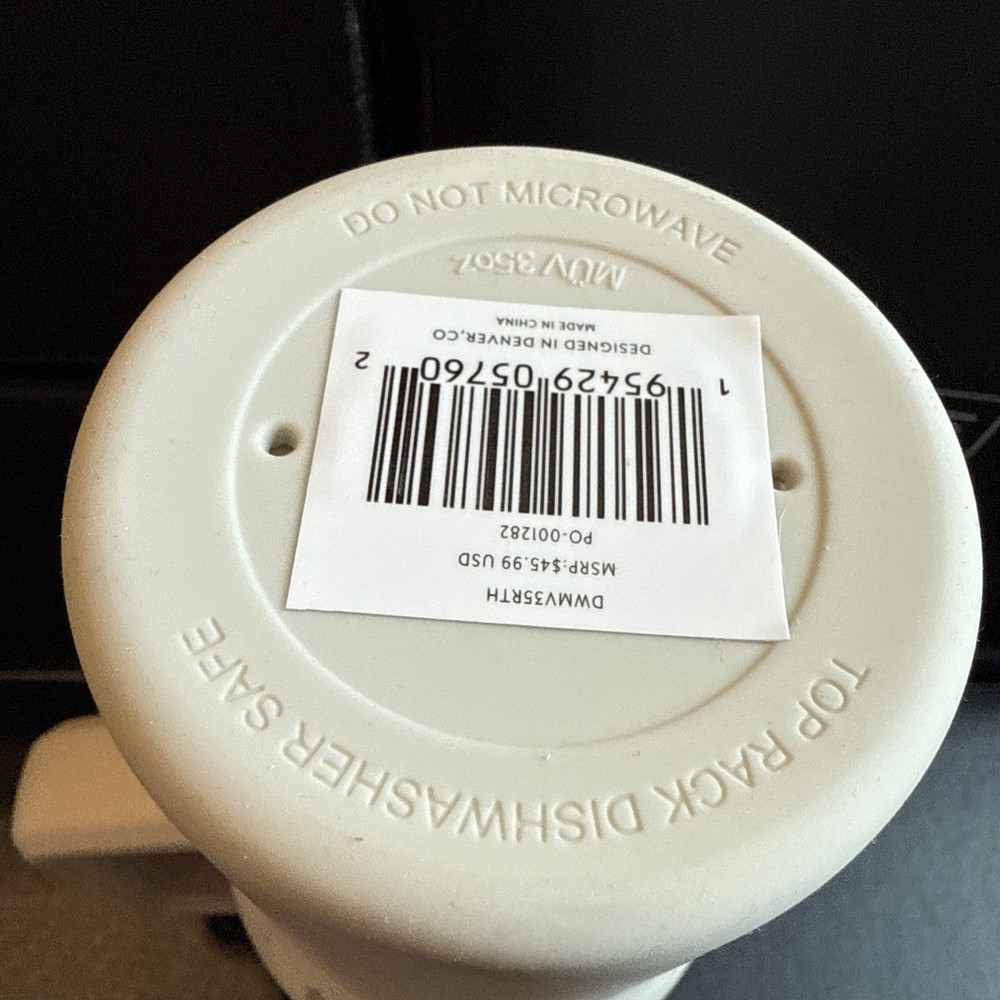 DO NOT MICROWAVE
MÜV 35oz
DWMV35RTH
MSRP:$45.99 USD
PO-001282
1 95429 05760 2
DESIGNED IN DENVER,CO
MADE IN CHINA
TOP RACK DISHWASHER SAFE